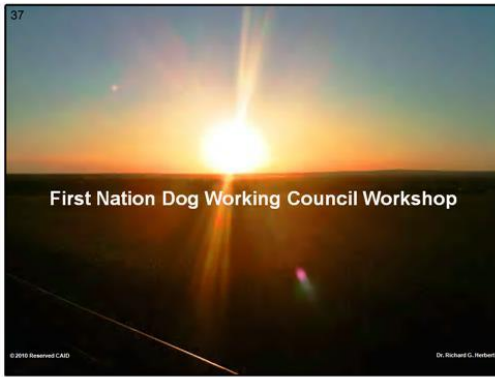 37
First Nation Dog Working Council Workshop
©2010 Reserved CAID
Dr. Richard G. Herbert